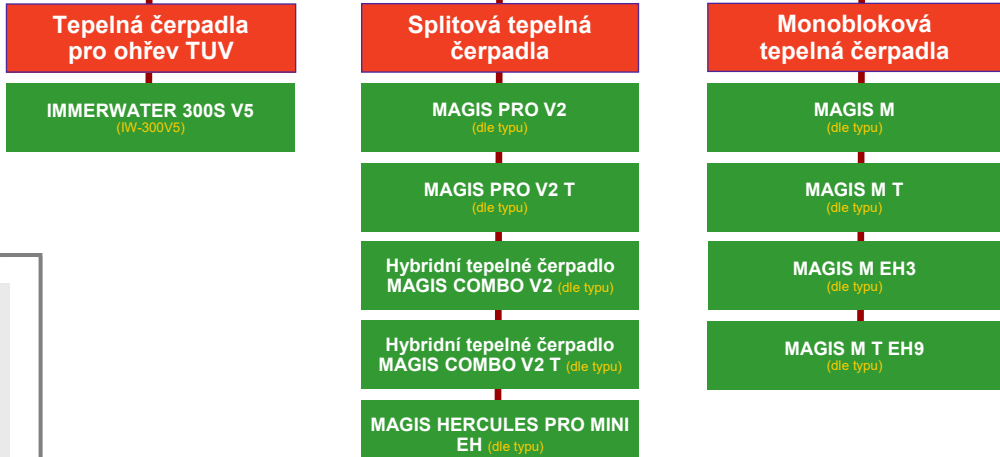 Tepelná čerpadla
pro ohřev TUV
IMMERWATER 300S V5
(IW-300V5)
Splitová tepelná
čerpadla
MAGIS PRO V2
(dle typu)
MAGIS PRO V2 T
(dle typu)
Hybridní tepelné čerpadlo
MAGIS COMBO V2 (dle typu)
Hybridní tepelné čerpadlo
MAGIS COMBO V2 T (dle typu)
MAGIS HERCULES PRO MINI
EH (dle typu)
Monobloková
tepelná čerpadla
MAGIS M
(dle typu)
MAGIS M T
(dle typu)
MAGIS M EH3
(dle typu)
MAGIS M T EH9
(dle typu)